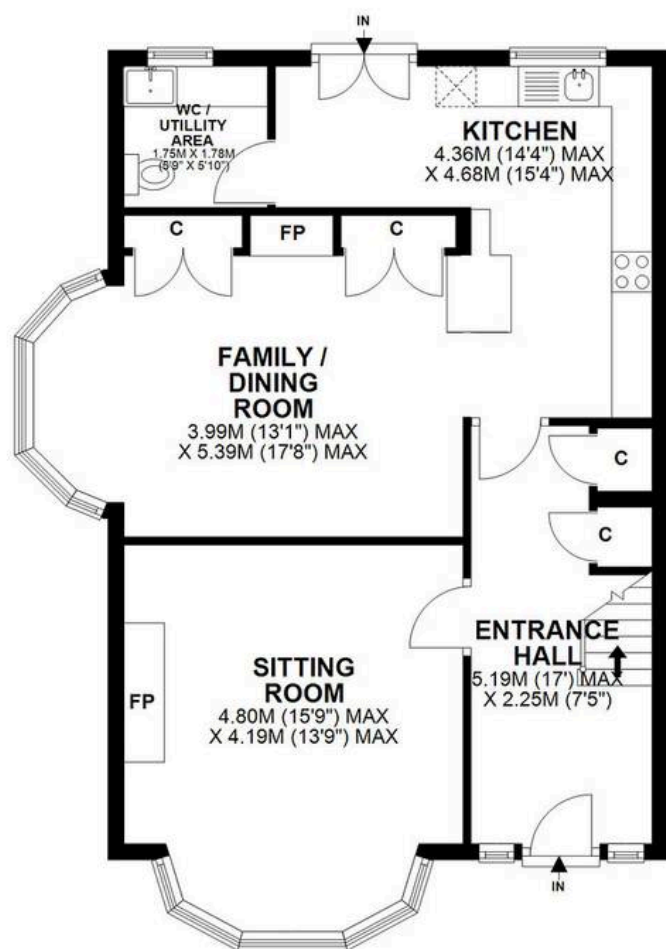 IN
WC /
UTILLITY
AREA
1.75M X 1.78M
(5'9" X 5'10")
KITCHEN
4.36M (14'4") MAX
X 4.68M (15'4") MAX
C
FP
C
FAMILY /
DINING
ROOM
3.99M (13'1") MAX
X 5.39M (17'8") MAX
C
C
ENTRANCE
HALL
5.19M (17') MAX
X 2.25M (7'5")
SITTING
ROOM
4.80M (15'9") MAX
X 4.19M (13'9") MAX
FP
IN